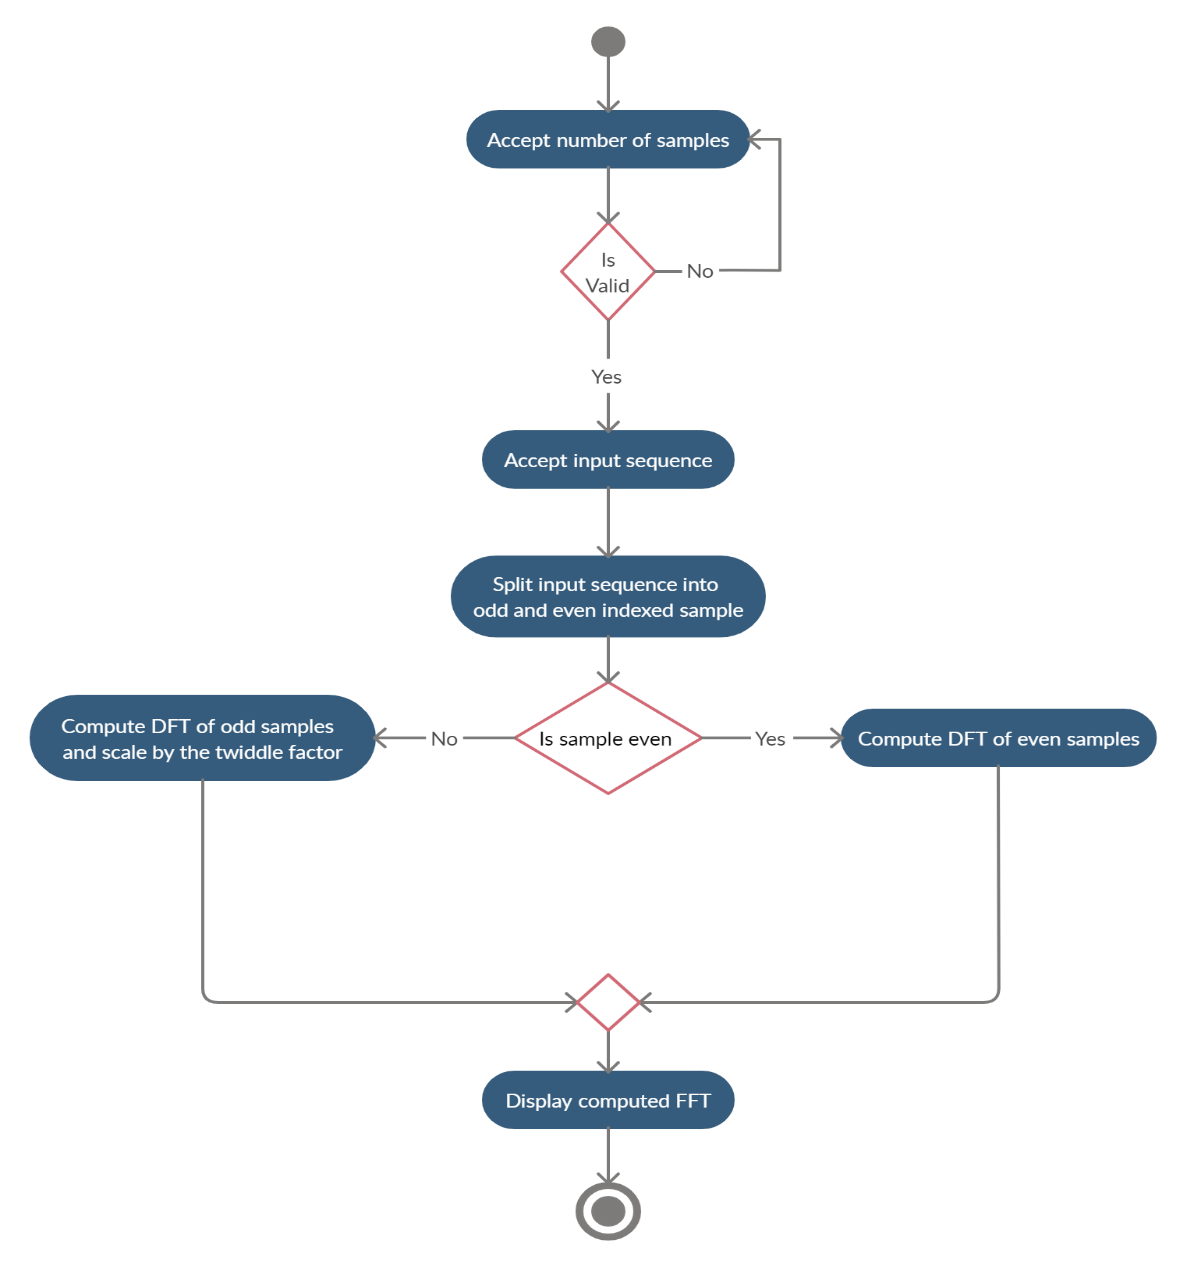 Accept number of samples
Is
Valid
No
Yes
Accept input sequence
Split input sequence into
odd and even indexed sample
Compute DFT of odd samples
and scale by the twiddle factor
No
Is sample even
Yes
Compute DFT of even samples
Display computed FFT